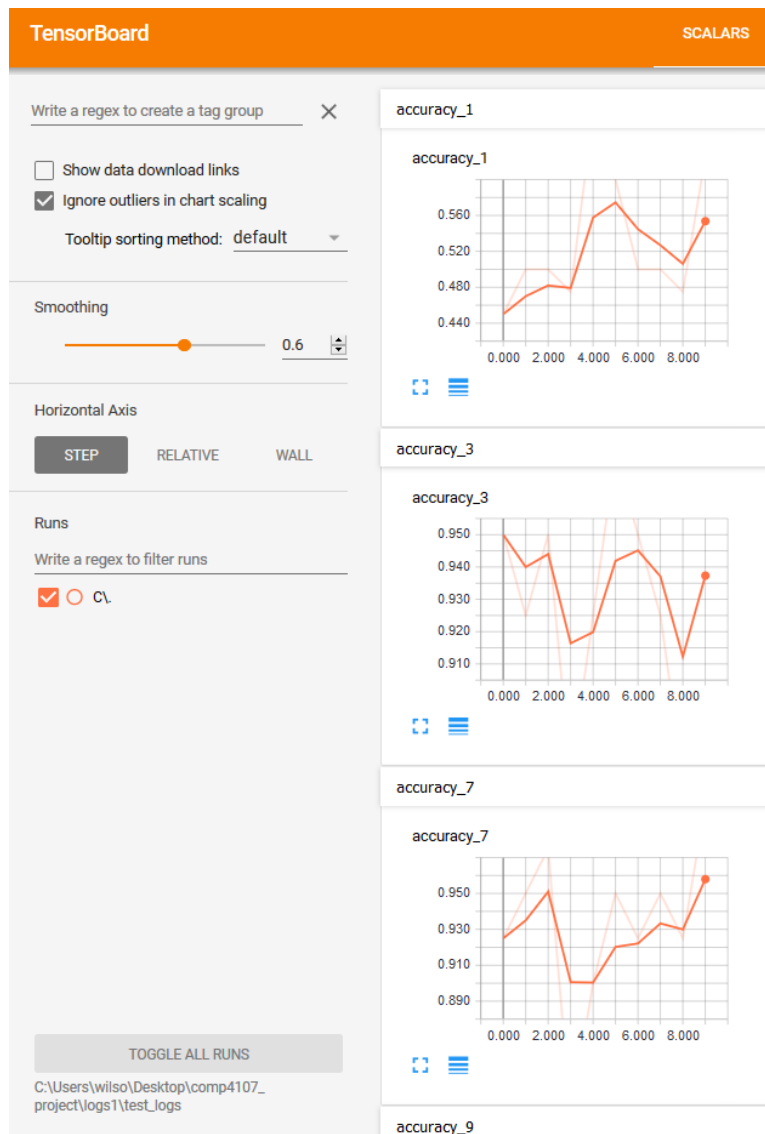 TensorBoard
SCALARS
Write a regex to create a tag group
Show data download links
Ignore outliers in chart scaling
Tooltip sorting method: default
Smoothing
0.6
Horizontal Axis
STEP RELATIVE WALL
Runs
Write a regex to filter runs
C\.
TOGGLE ALL RUNS
C:\Users\wilso\Desktop\comp4107_
project\logs1\test_logs
accuracy_1
accuracy_1
0.560
0.520
0.480
0.440
0.000 2.000 4.000 6.000 8.000
accuracy_3
accuracy_3
0.950
0.940
0.930
0.920
0.910
0.000 2.000 4.000 6.000 8.000
accuracy_7
accuracy_7
0.950
0.930
0.910
0.890
0.000 2.000 4.000 6.000 8.000
accuracy_9